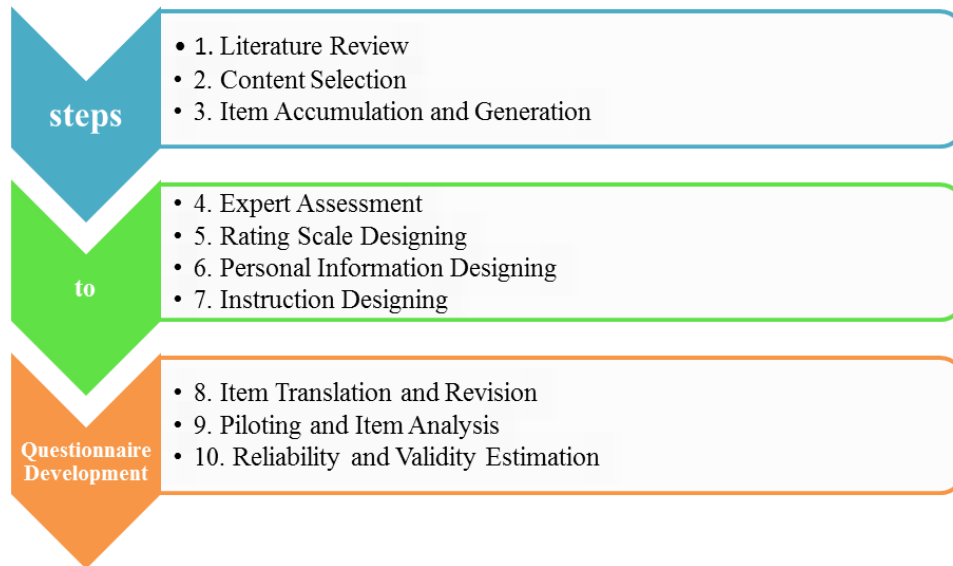 steps
• 1. Literature Review
• 2. Content Selection
• 3. Item Accumulation and Generation
to
• 4. Expert Assessment
• 5. Rating Scale Designing
• 6. Personal Information Designing
• 7. Instruction Designing
Questionnaire
Development
• 8. Item Translation and Revision
• 9. Piloting and Item Analysis
• 10. Reliability and Validity Estimation